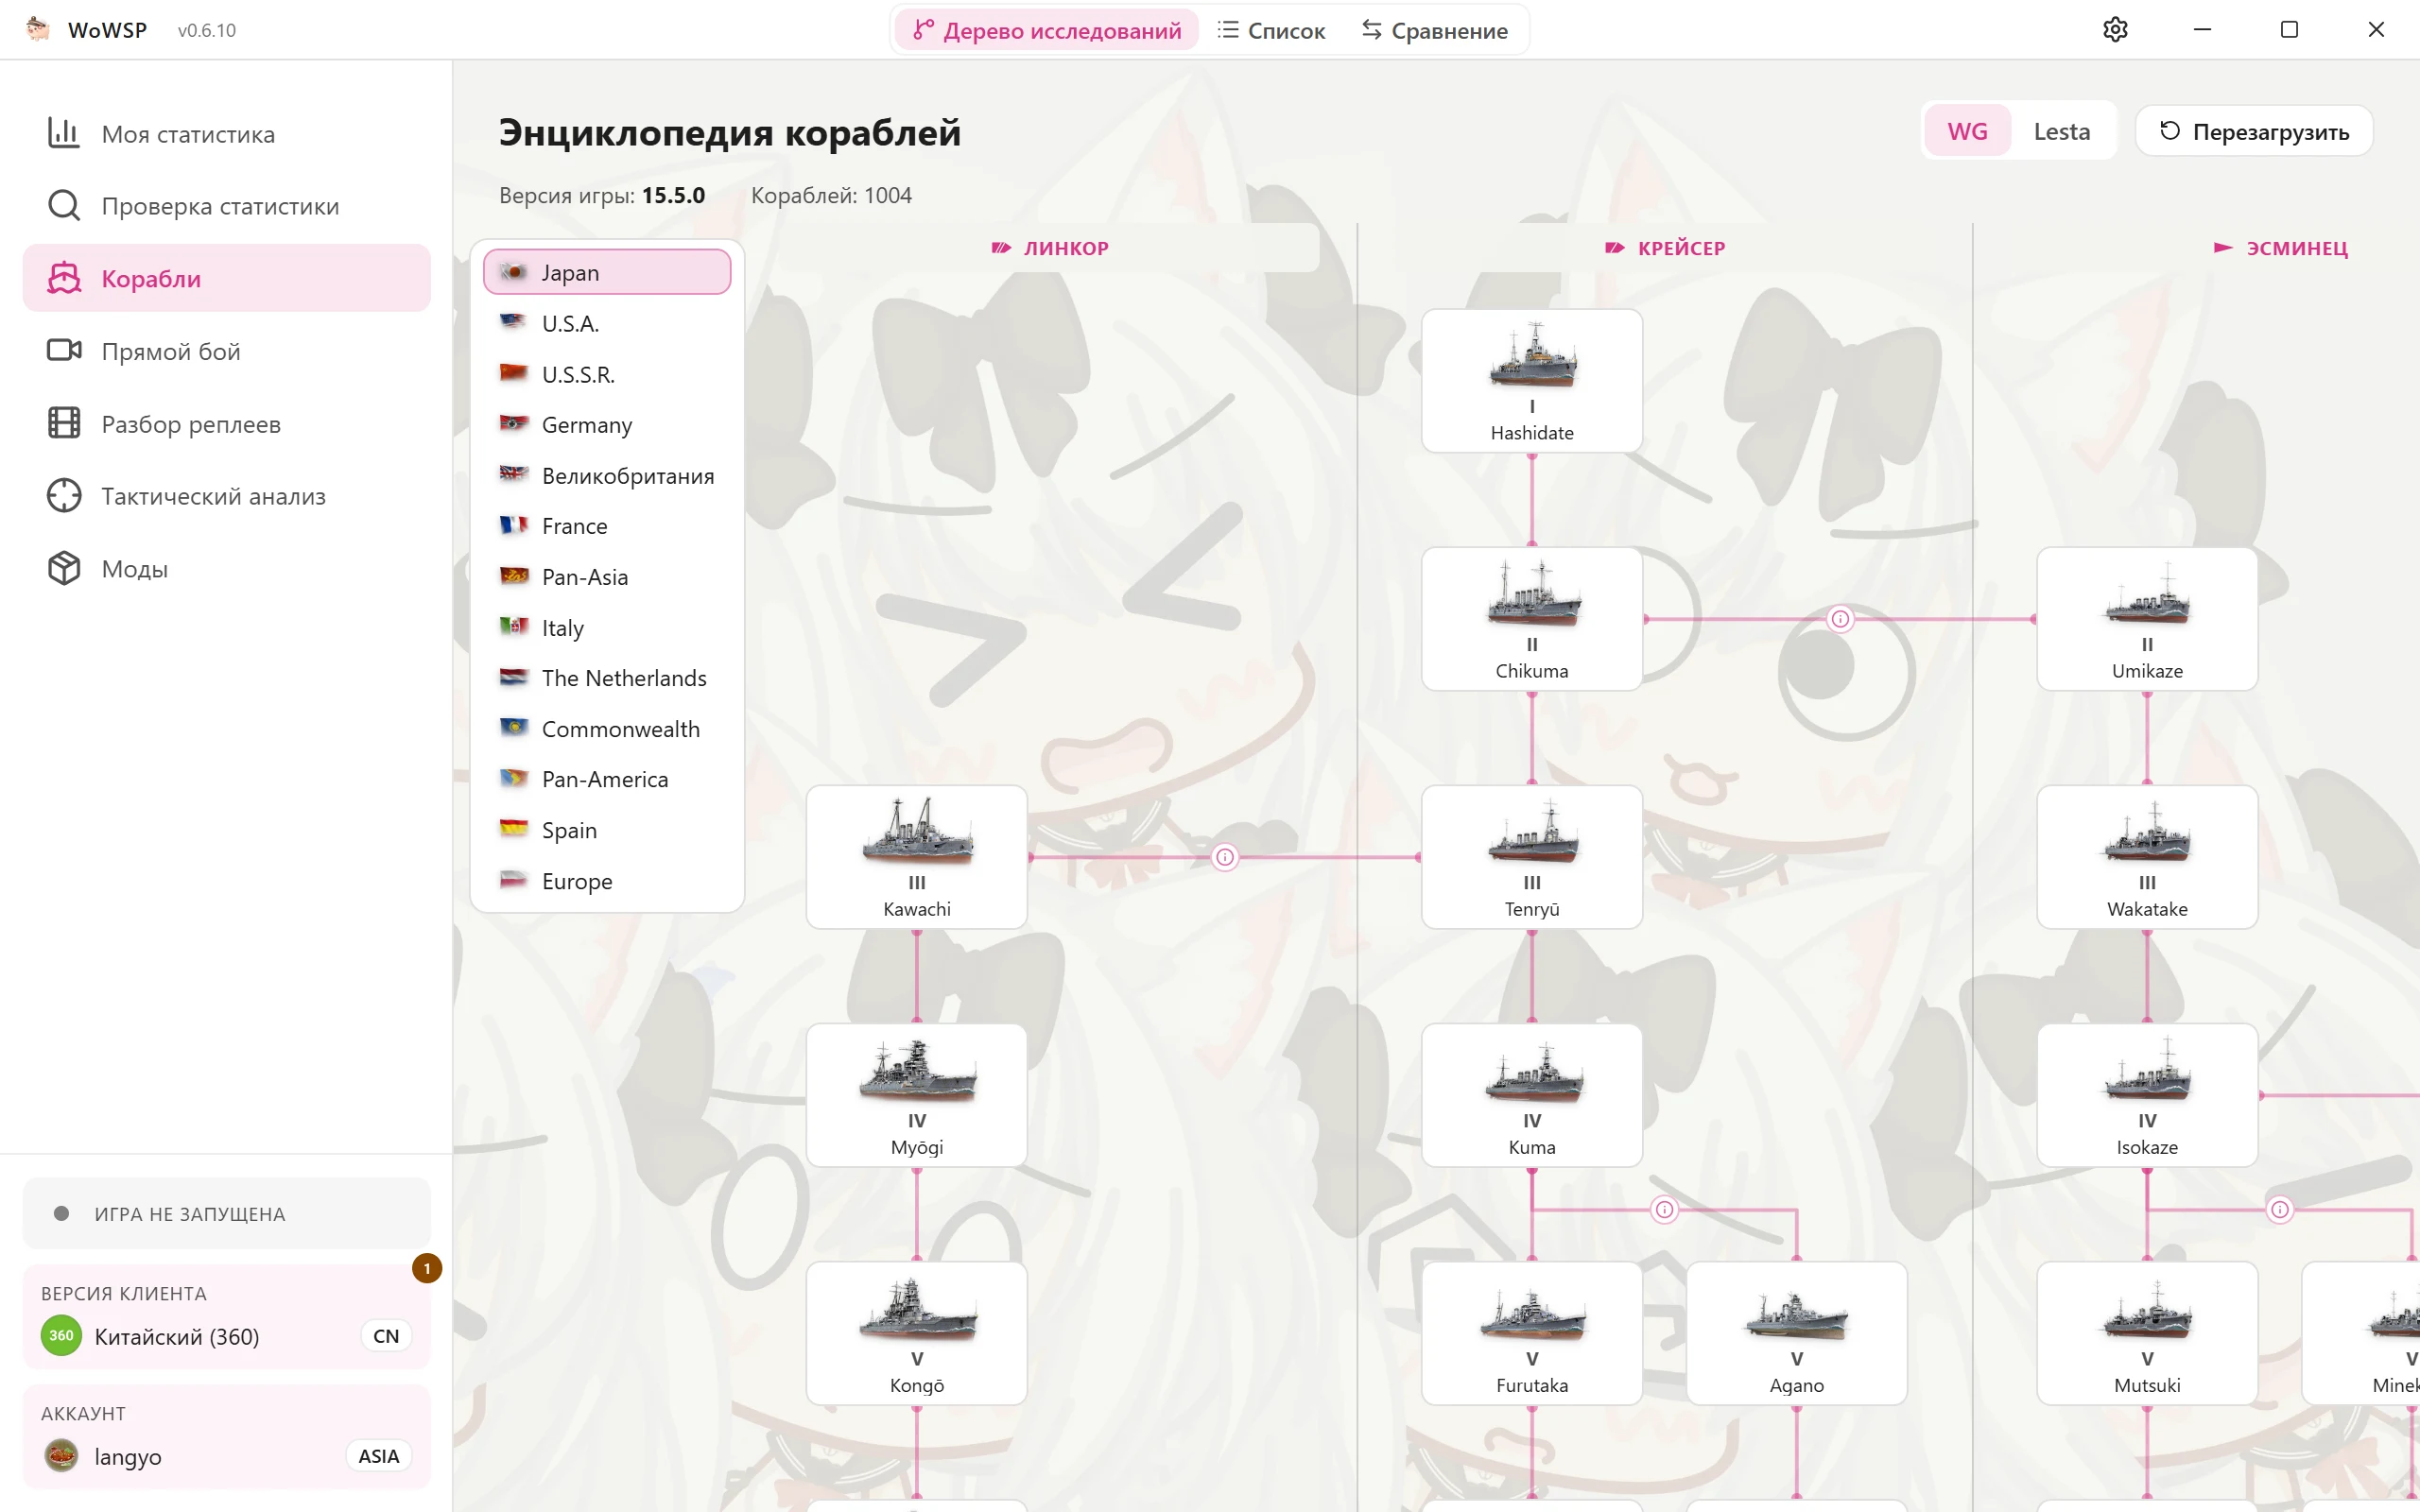 WoWSP v0.6.10
Дерево исследований Список Сравнение
Моя статистика
Проверка статистики
Корабли
Прямой бой
Разбор реплеев
Тактический анализ
Моды
ИГРА НЕ ЗАПУЩЕНА
1
ВЕРСИЯ КЛИЕНТА
360 Китайский (360) CN
АККАУНТ
langyo ASIA
Энциклопедия кораблей
WG Lesta Перезагрузить
Версия игры: 15.5.0 Кораблей: 1004
Japan
U.S.A.
U.S.S.R.
Germany
Великобритания
France
Pan-Asia
Italy
The Netherlands
Commonwealth
Pan-America
Spain
Europe
ЛИНКОР КРЕЙСЕР ЭСМИНЕЦ
I
Hashidate
II II
Chikuma Umikaze
III III III
Kawachi Tenryū Wakatake
IV IV IV
Myōgi Kuma Isokaze
V V V V V
Kongō Furutaka Agano Mutsuki